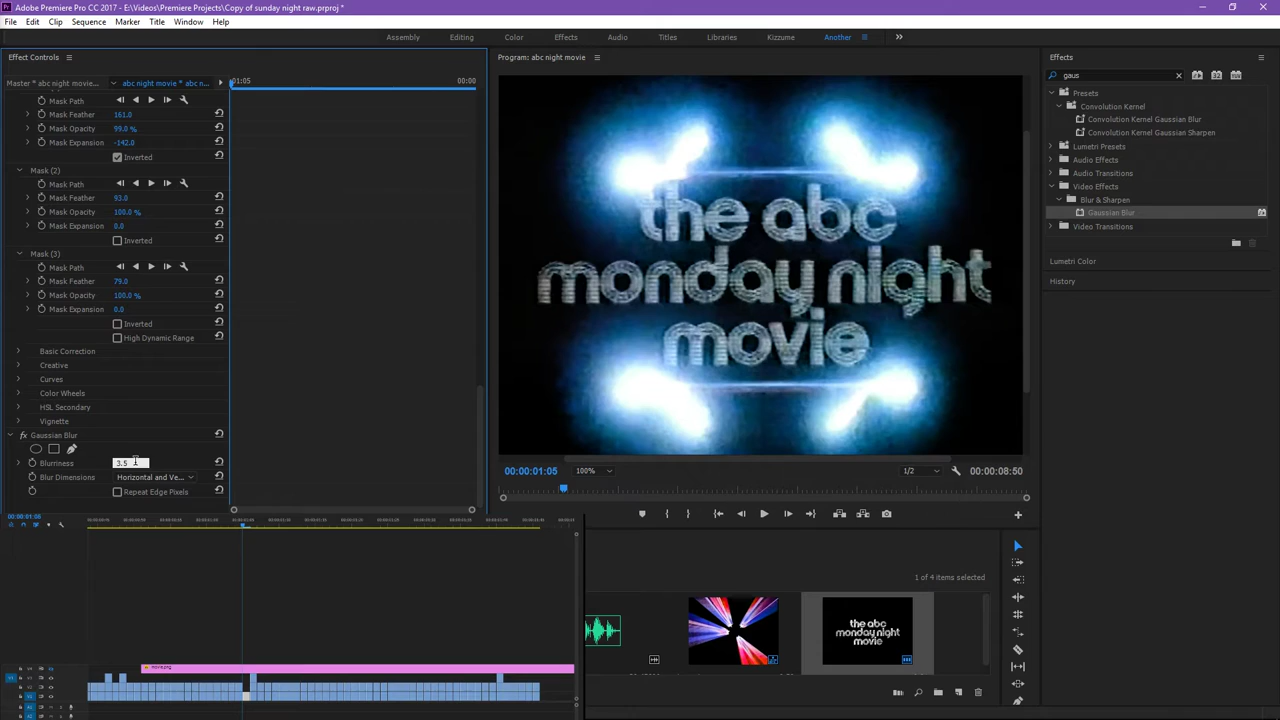 Adobe Premiere Pro CC 2017 - E:\Videos\Premiere Projects\Copy of sunday night raw.prproj *
File Edit Clip Sequence Marker Title Window Help
Assembly Editing Color Effects Audio Titles Libraries Kizzume Another
Effect Controls
Master * abc night movie... abc night movie * abc n...
:01:05 00:00
Mask Path
Mask Feather 161.0
Mask Opacity 99.0 %
Mask Expansion -142.0
Inverted
Mask (2)
Mask Path
Mask Feather 93.0
Mask Opacity 100.0 %
Mask Expansion 0.0
Inverted
Mask (3)
Mask Path
Mask Feather 79.0
Mask Opacity 100.0 %
Mask Expansion 0.0
Inverted
High Dynamic Range
Basic Correction
Creative
Curves
Color Wheels
HSL Secondary
Vignette
fx Gaussian Blur
Blurriness 3.5
Blur Dimensions Horizontal and Ve...
Repeat Edge Pixels
Program: abc night movie
the abc
monday night
movie
00:00:01:05 100% 1/2 00:00:08:50
Effects
gaus
Presets
Convolution Kernel
Convolution Kernel Gaussian Blur
Convolution Kernel Gaussian Sharpen
Lumetri Presets
Audio Effects
Audio Transitions
Video Effects
Blur & Sharpen
Gaussian Blur
Video Transitions
Lumetri Color
History
1 of 4 items selected
the abc
monday night
movie